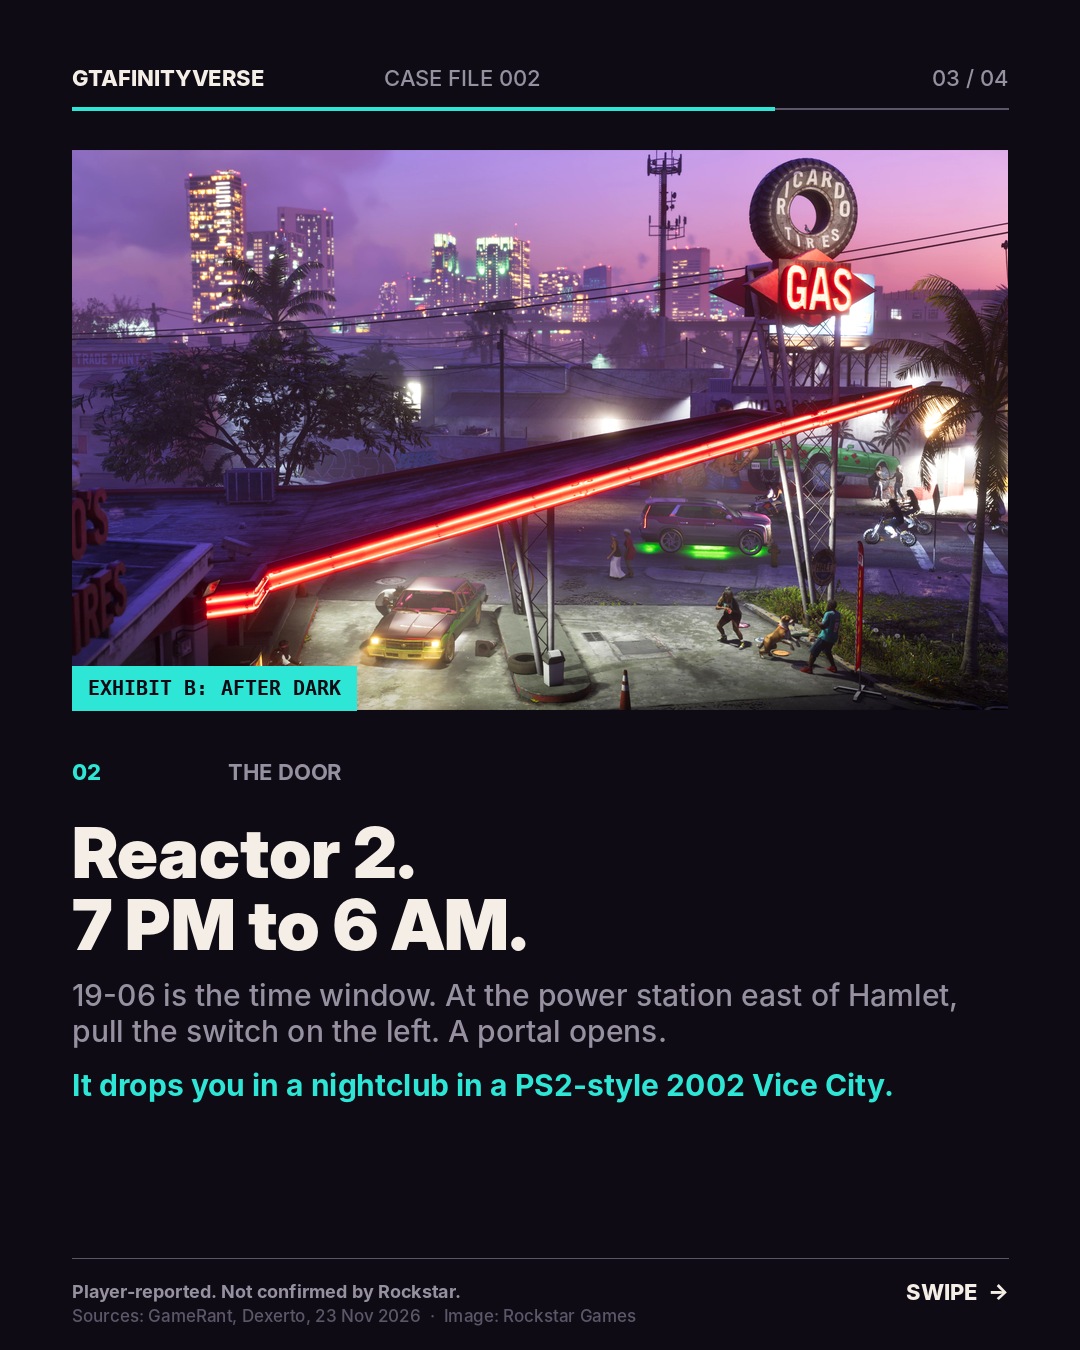 GTAFINITYVERSE
CASE FILE 002
03 / 04
RICARDO
TIRES
GAS
TRADE PAINT
O'S
IRES
EXHIBIT B: AFTER DARK
02
THE DOOR
Reactor 2.
7 PM to 6 AM.
19-06 is the time window. At the power station east of Hamlet,
pull the switch on the left. A portal opens.
It drops you in a nightclub in a PS2-style 2002 Vice City.
Player-reported. Not confirmed by Rockstar.
SWIPE →
Sources: GameRant, Dexerto, 23 Nov 2026 · Image: Rockstar Games